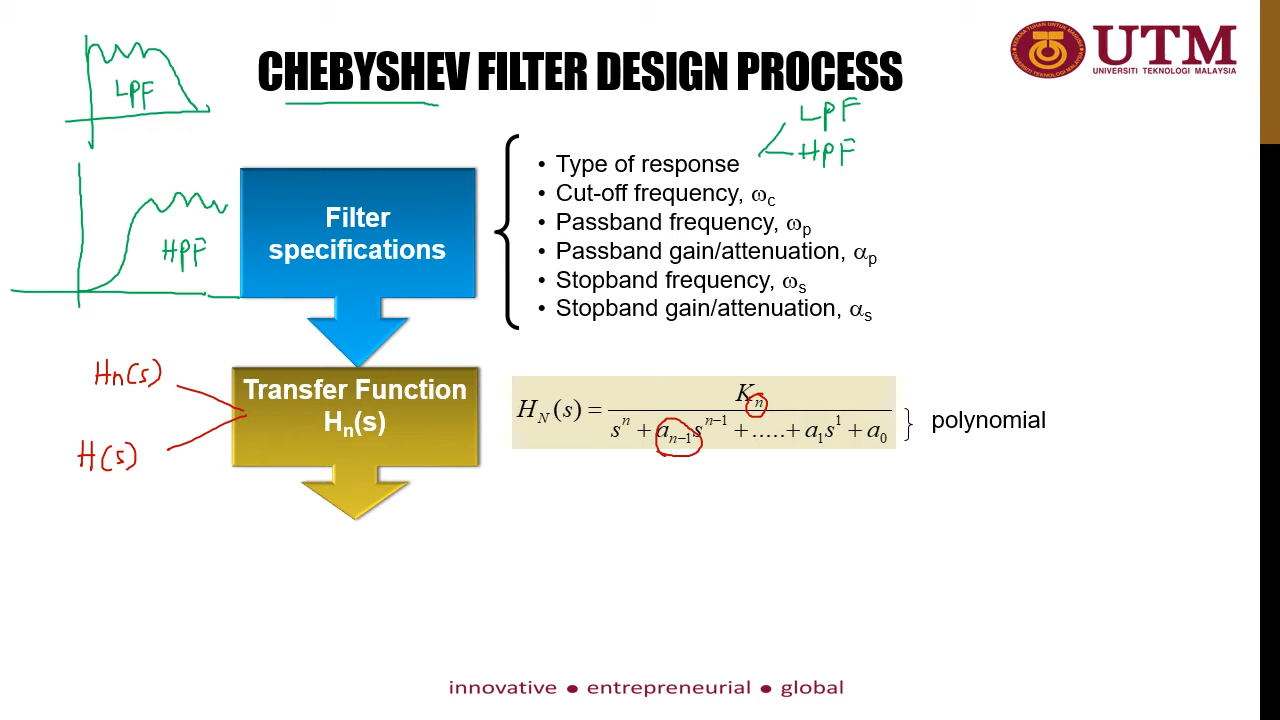 LPF
CHEBYSHEV FILTER DESIGN PROCESS
UTM
UNIVERSITI TEKNOLOGI MALAYSIA
LPF
HPF
HPF
Filter
specifications
• Type of response
• Cut-off frequency, ωc
• Passband frequency, ωp
• Passband gain/attenuation, αp
• Stopband frequency, ωs
• Stopband gain/attenuation, αs
Hn(s)
H(s)
Transfer Function
Hn(s)
H_N(s) = K_n / (s^n + a_{n-1}s^{n-1} + ..... + a_1s^1 + a_0)
polynomial
innovative ● entrepreneurial ● global